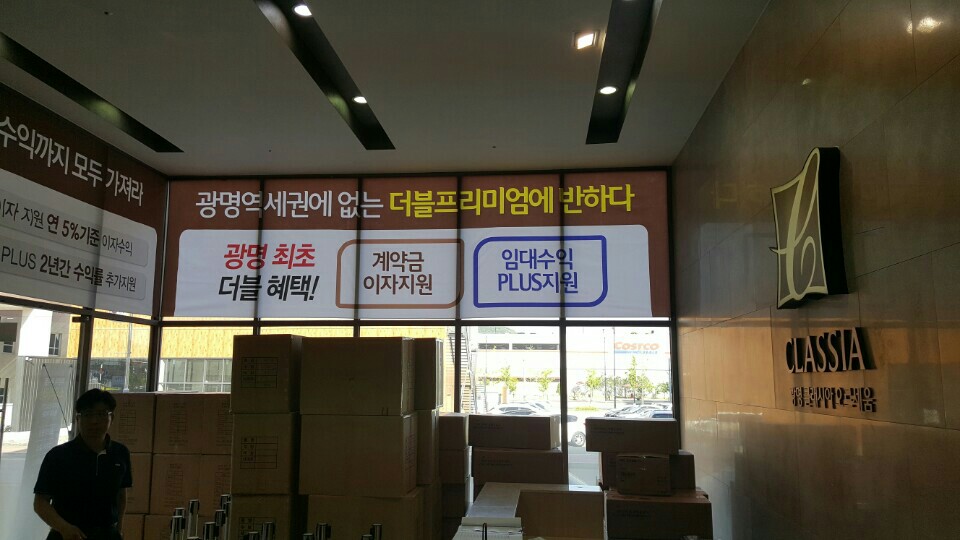 수익까지 모두 가져라
이자 지원 연 5%기준 이자수익
PLUS 2년간 수익률 추가지원
광명역세권에 없는 더블프리미엄에 반하다
광명 최초
더블 혜택!
계약금
이자지원
임대수익
PLUS지원
COSTCO
CLASSIA